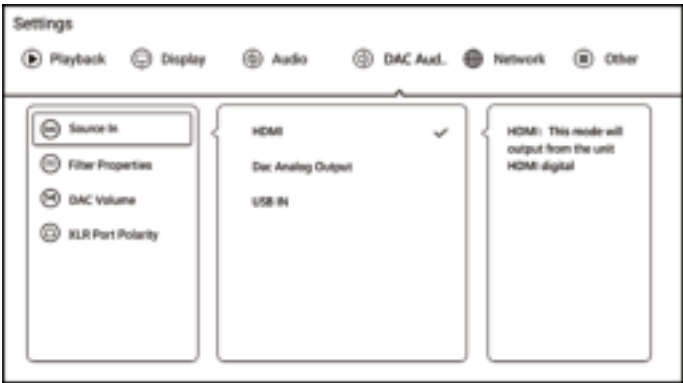 Settings
Playback Display Audio DAC Aud.. Network Other
Source In
Filter Properties
DAC Volume
XLR Port Polarity
HDMI
Dac Analog Output
USB IN
HDMI: This mode will
output from the unit
HDMI digital